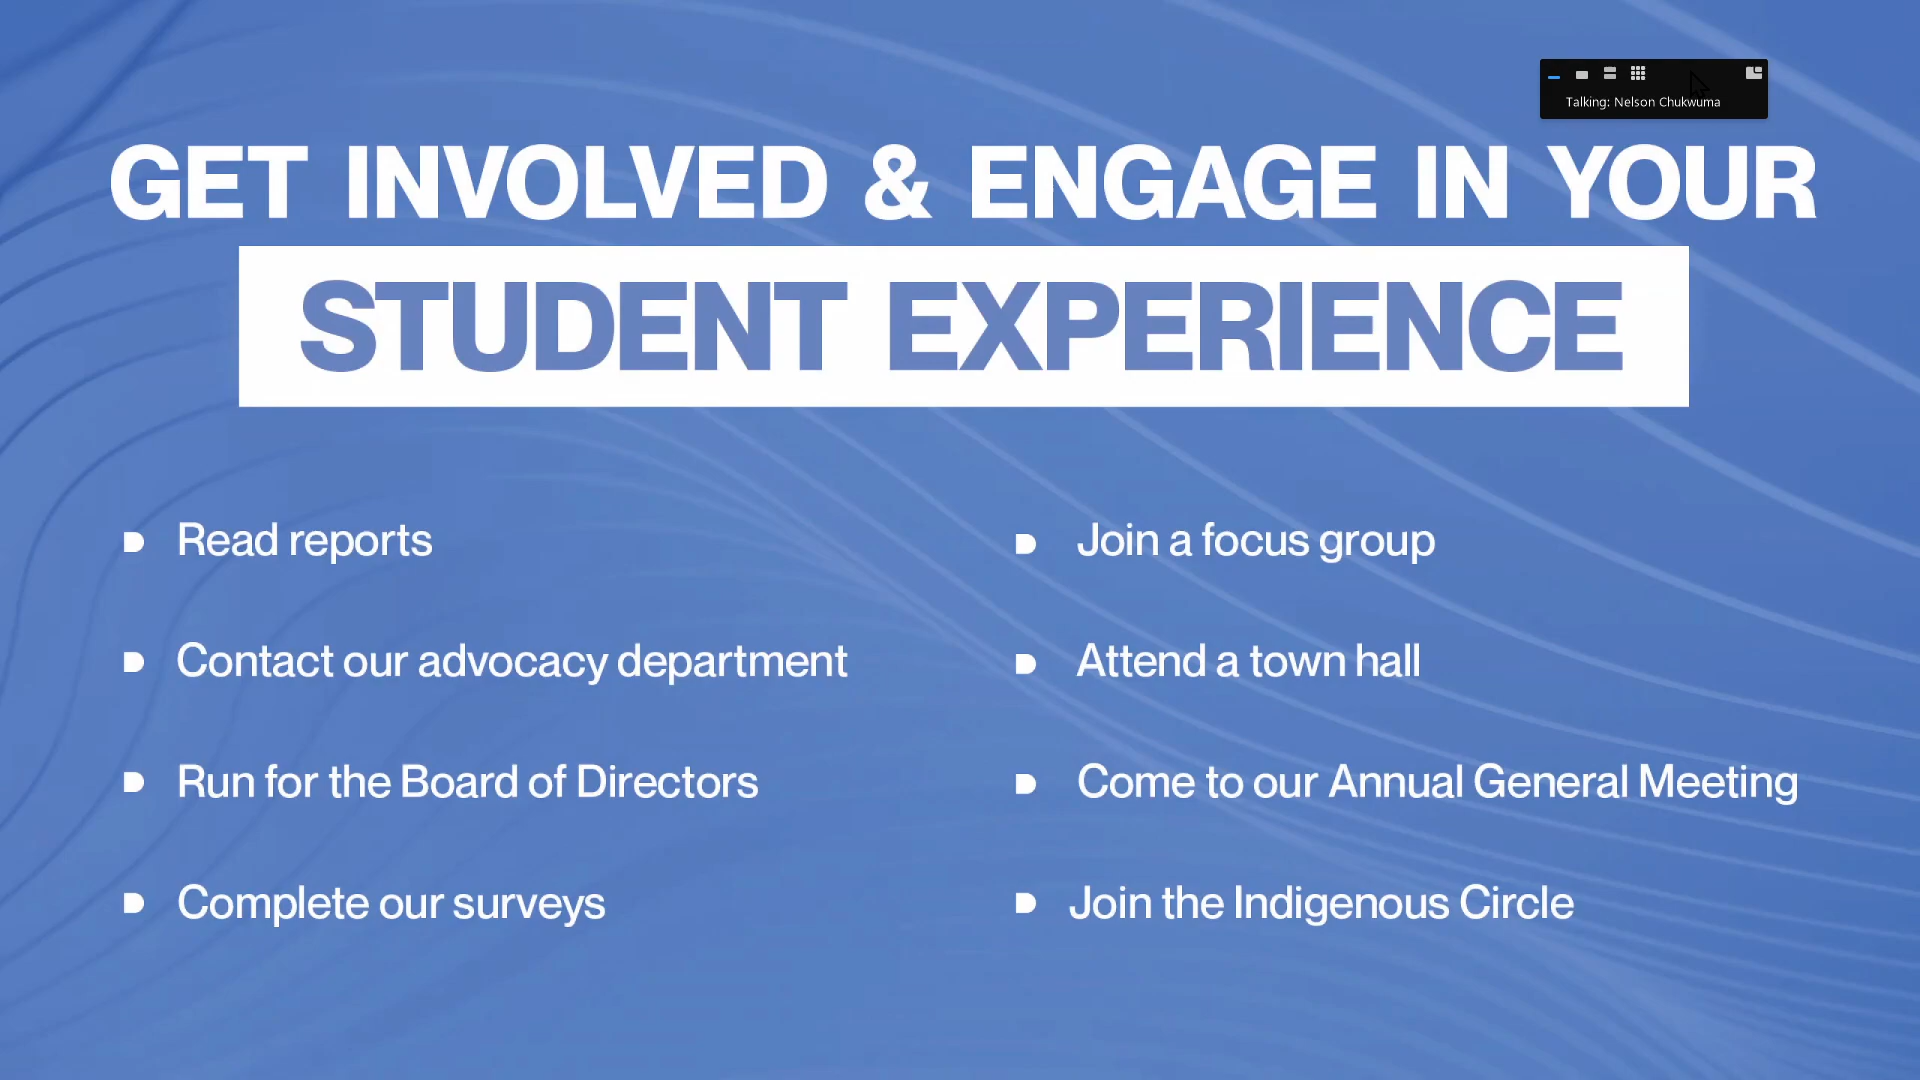 Talking: Nelson Chukwuma
GET INVOLVED & ENGAGE IN YOUR
STUDENT EXPERIENCE
Read reports
Contact our advocacy department
Run for the Board of Directors
Complete our surveys
Join a focus group
Attend a town hall
Come to our Annual General Meeting
Join the Indigenous Circle